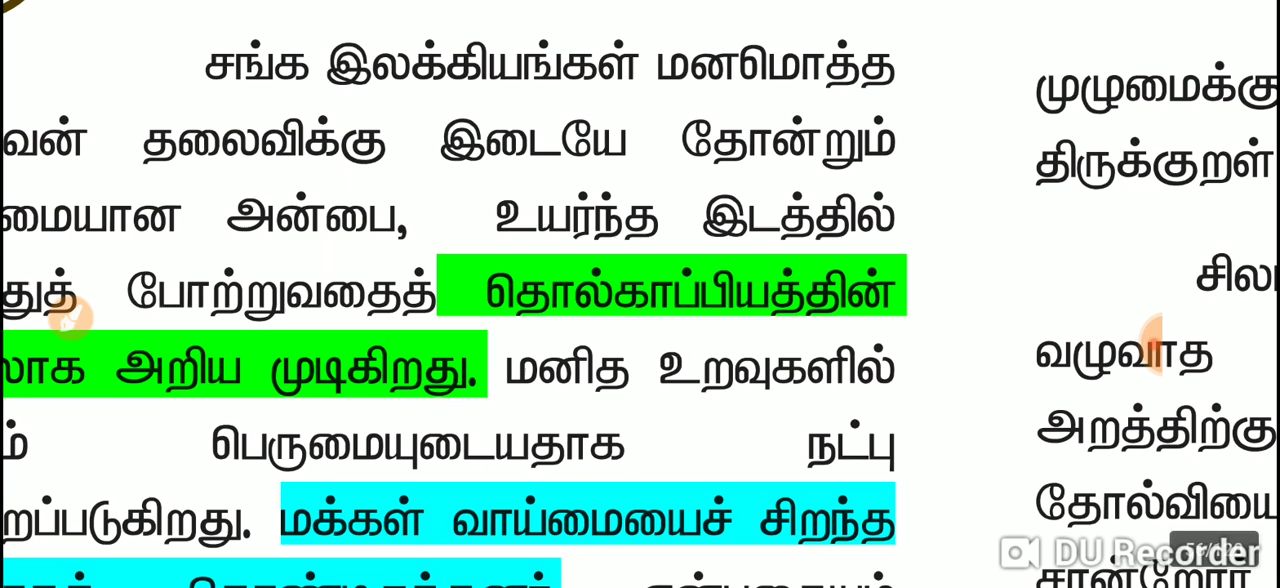 சங்க இலக்கியங்கள் மனமொத்த
வன் தலைவிக்கு இடையே தோன்றும்
மையான அன்பை, உயர்ந்த இடத்தில்
துத் போற்றுவதைத் தொல்காப்பியத்தின்
லாக அறிய முடிகிறது. மனித உறவுகளில்
ம் பெருமையுடையதாக நட்பு
றப்படுகிறது. மக்கள் வாய்மையைச் சிறந்த
முழுமைக்கு
திருக்குறள்
சில
வழுவாத
அறத்திற்கு
தோல்வியை
சான்றோர்
DU Recorder